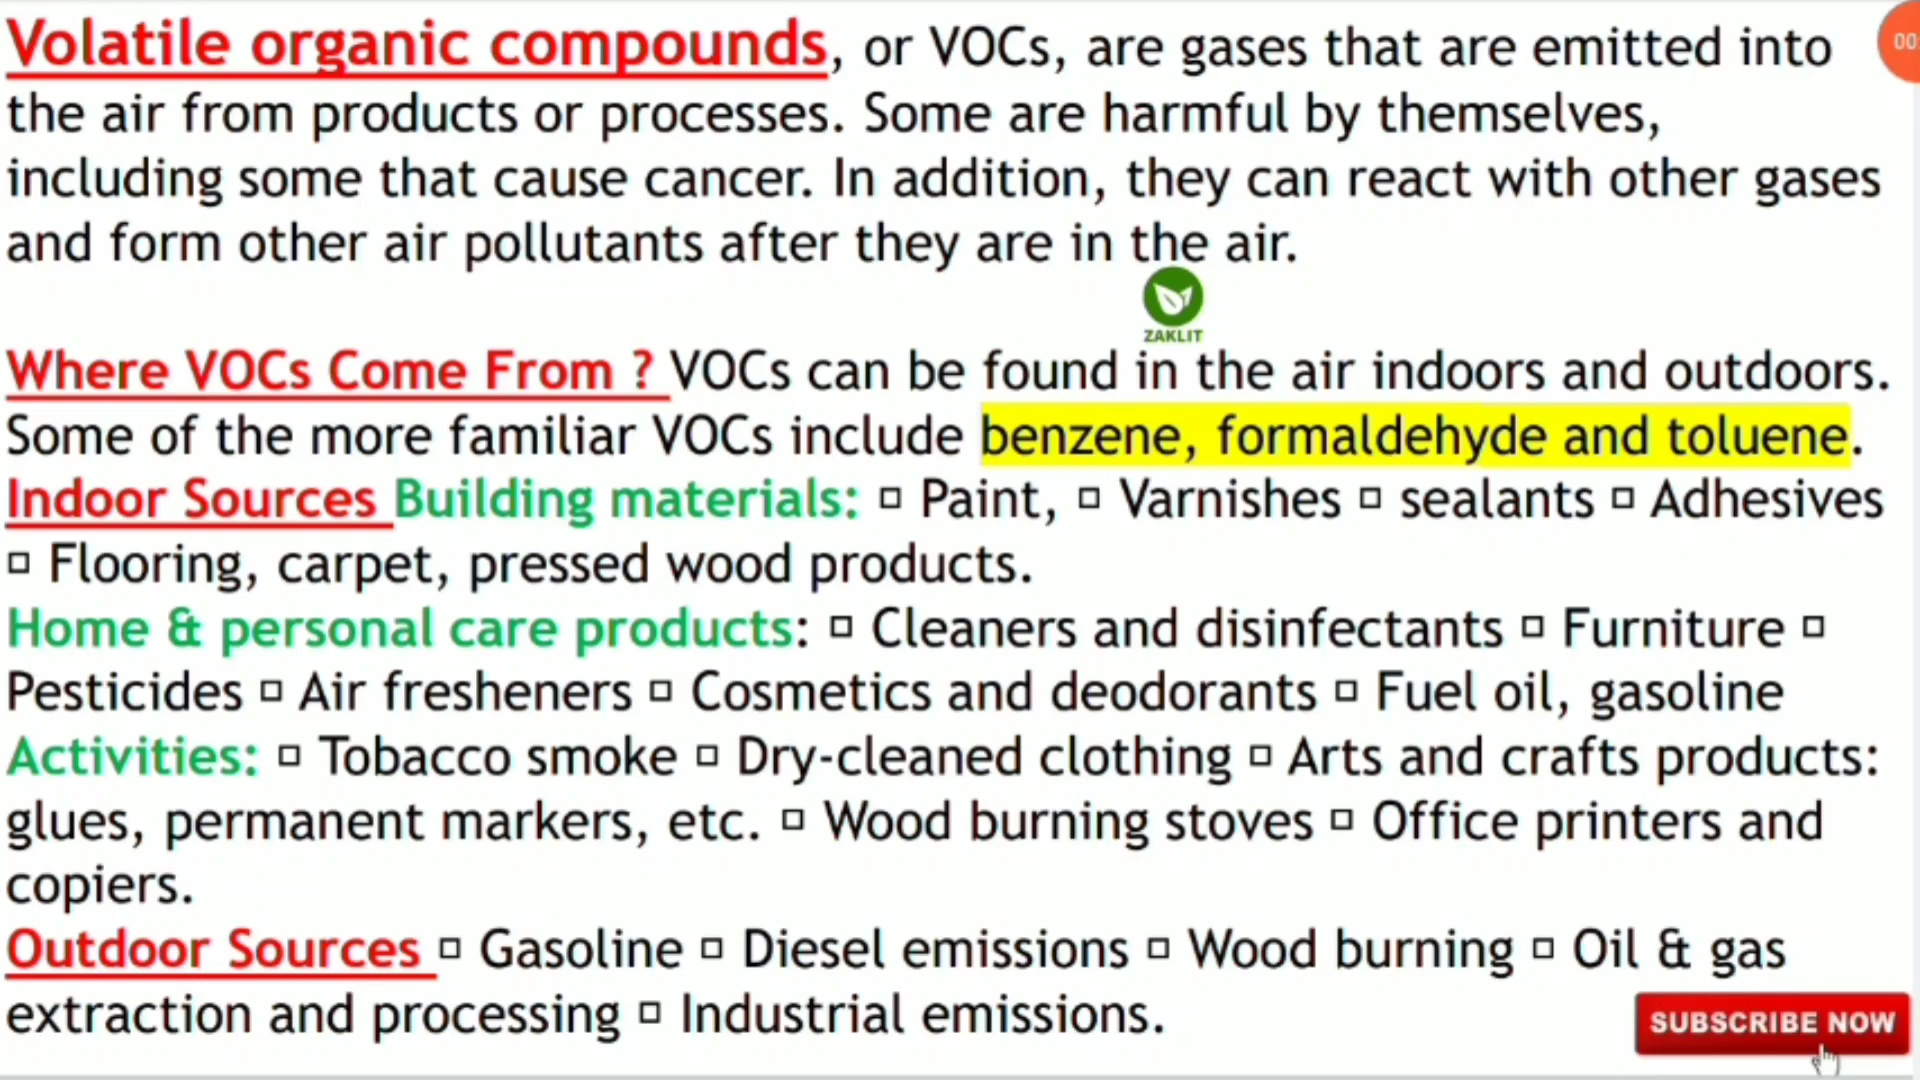 Volatile organic compounds, or VOCs, are gases that are emitted into
the air from products or processes. Some are harmful by themselves,
including some that cause cancer. In addition, they can react with other gases
and form other air pollutants after they are in the air.
ZAKLIT
Where VOCs Come From ? VOCs can be found in the air indoors and outdoors.
Some of the more familiar VOCs include benzene, formaldehyde and toluene.
Indoor Sources Building materials: ▫ Paint, ▫ Varnishes ▫ sealants ▫ Adhesives
▫ Flooring, carpet, pressed wood products.
Home & personal care products: ▫ Cleaners and disinfectants ▫ Furniture ▫
Pesticides ▫ Air fresheners ▫ Cosmetics and deodorants ▫ Fuel oil, gasoline
Activities: ▫ Tobacco smoke ▫ Dry-cleaned clothing ▫ Arts and crafts products:
glues, permanent markers, etc. ▫ Wood burning stoves ▫ Office printers and
copiers.
Outdoor Sources ▫ Gasoline ▫ Diesel emissions ▫ Wood burning ▫ Oil & gas
extraction and processing ▫ Industrial emissions.
SUBSCRIBE NOW